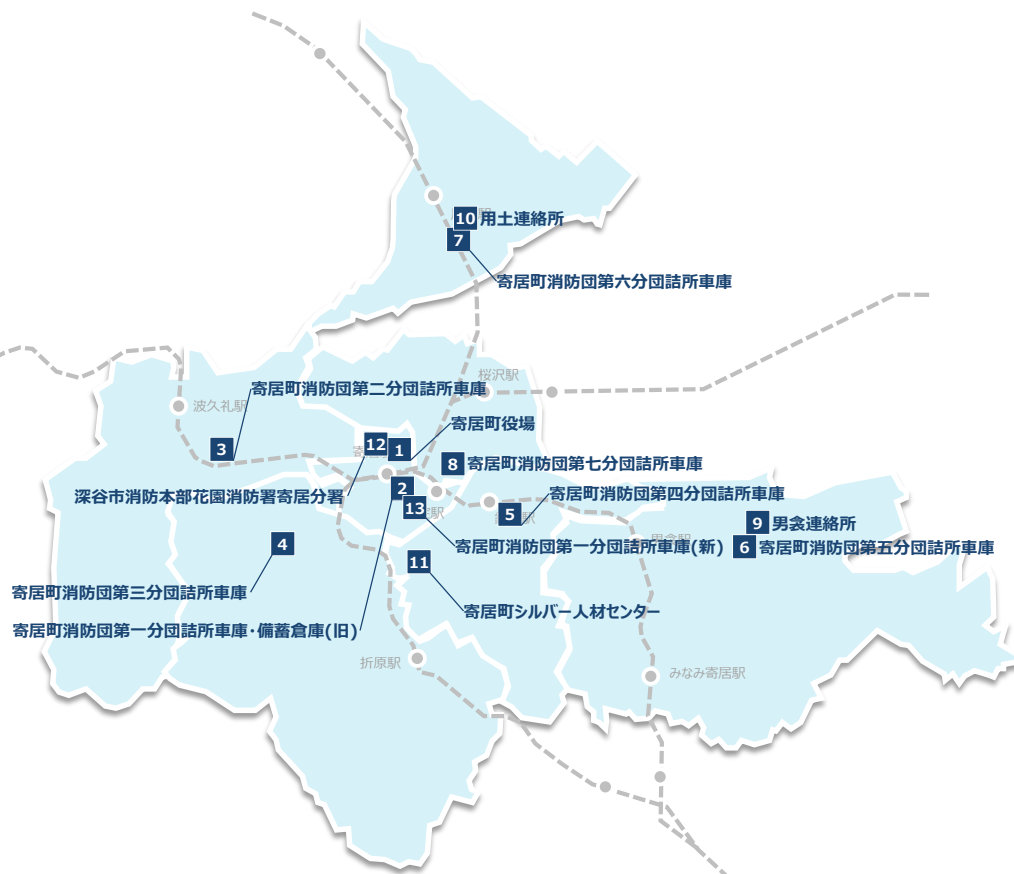 10 用土連絡所
7
寄居町消防団第六分団詰所車庫
桜沢駅
寄居町消防団第二分団詰所車庫
波久礼駅
寄居町役場
12
1
3
8 寄居町消防団第七分団詰所車庫
深谷市消防本部花園消防署寄居分署
2
寄居町消防団第四分団詰所車庫
13
5
9 男衾連絡所
4
寄居町消防団第一分団詰所車庫(新)
6 寄居町消防団第五分団詰所車庫
11
寄居町消防団第三分団詰所車庫
寄居町シルバー人材センター
寄居町消防団第一分団詰所車庫・備蓄倉庫(旧)
折原駅
みなみ寄居駅